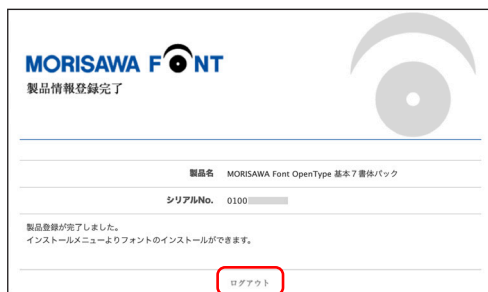 MORISAWA FONT
製品情報登録完了
製品名 MORISAWA Font OpenType 基本7書体パック
シリアルNo. 0100
製品登録が完了しました。
インストールメニューよりフォントのインストールができます。
ログアウト